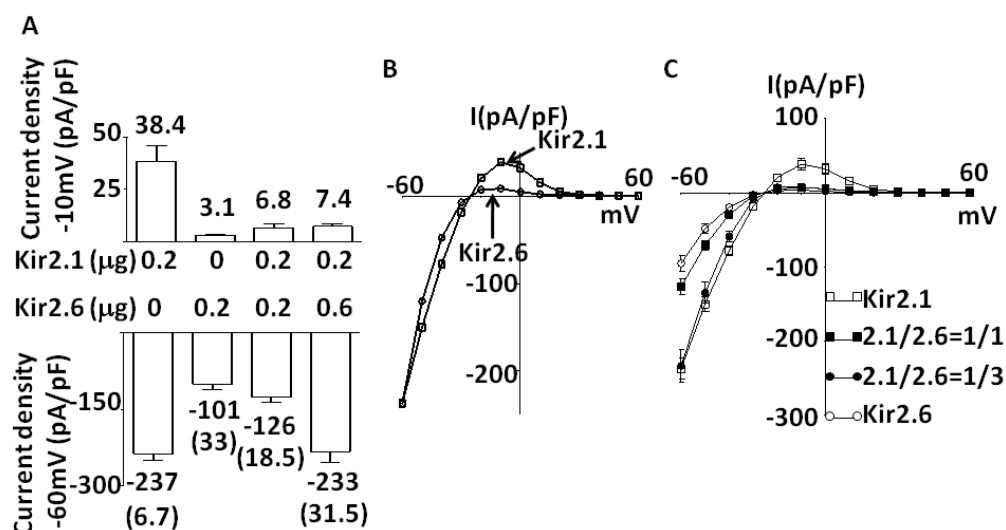 A
Current density
-10mV (pA/pF)
50
25
38.4
3.1
6.8
7.4
Kir2.1 (μg) 0.2 0 0.2 0.2
Kir2.6 (μg) 0 0.2 0.2 0.6
Current density
-60mV (pA/pF)
-150
-300
-237
(6.7)
-101
(33)
-126
(18.5)
-233
(31.5)
B
I(pA/pF)
Kir2.1
-60
60
mV
Kir2.6
-100
-200
C
I(pA/pF)
100
-60
60
mV
-100
-200
-300
Kir2.1
2.1/2.6=1/1
2.1/2.6=1/3
Kir2.6